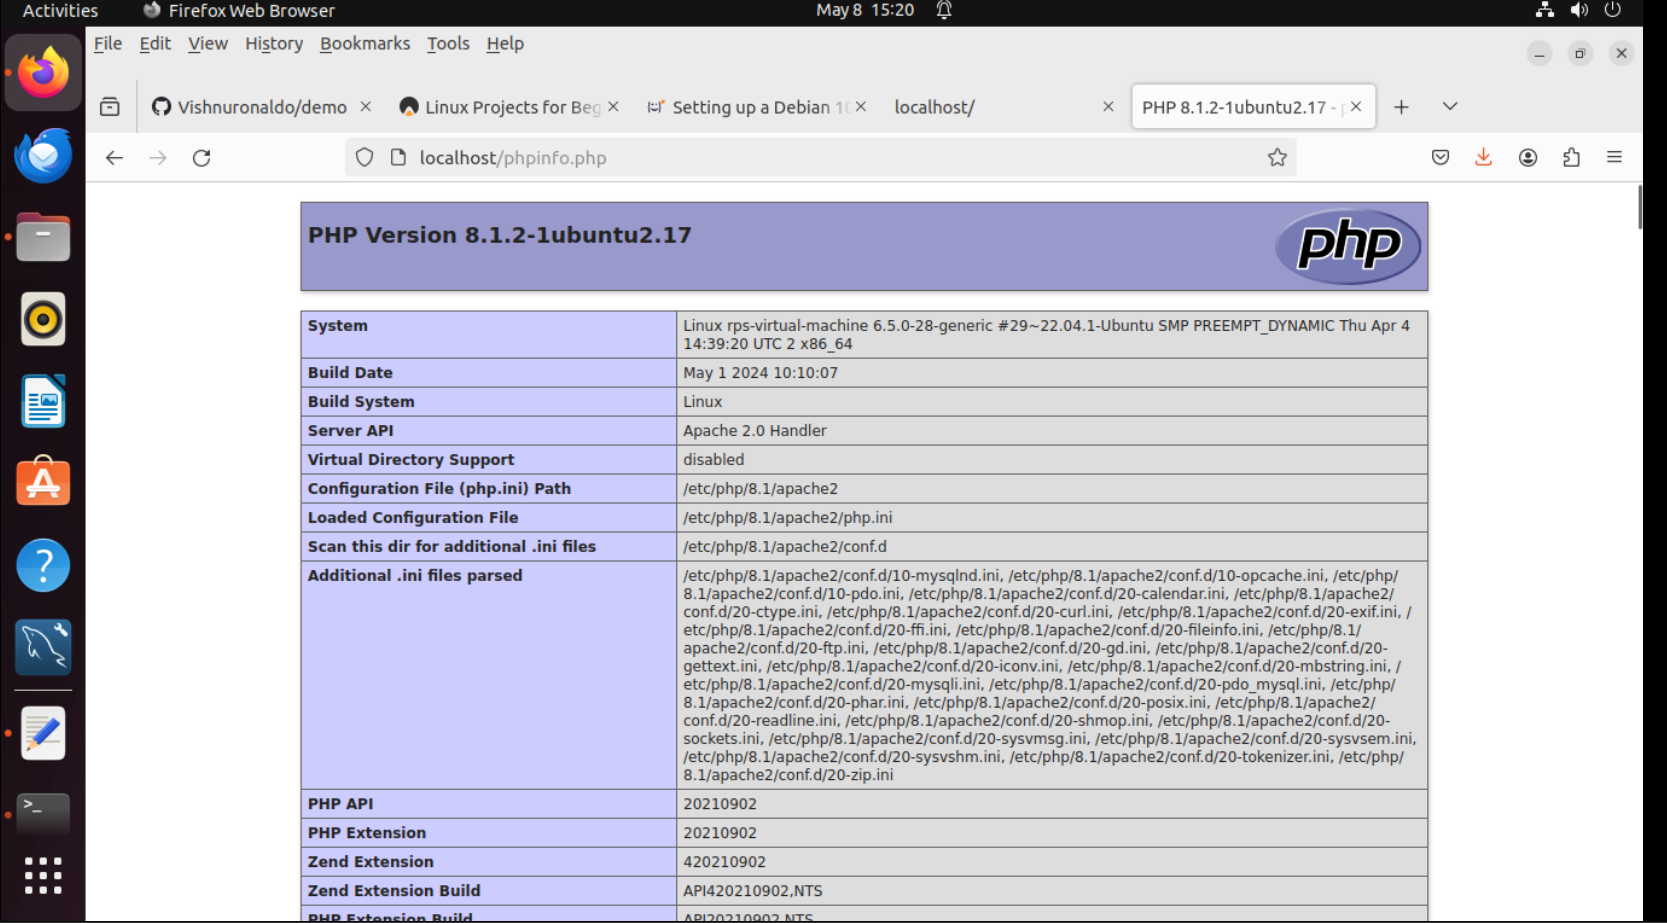 Activities Firefox Web Browser May 8 15:20
File Edit View History Bookmarks Tools Help
Vishnuronaldo/demo Linux Projects for Beg Setting up a Debian 10 localhost/ PHP 8.1.2-1ubuntu2.17 - p
localhost/phpinfo.php
PHP Version 8.1.2-1ubuntu2.17
php
System Linux rps-virtual-machine 6.5.0-28-generic #29~22.04.1-Ubuntu SMP PREEMPT_DYNAMIC Thu Apr 4
14:39:20 UTC 2 x86_64
Build Date May 1 2024 10:10:07
Build System Linux
Server API Apache 2.0 Handler
Virtual Directory Support disabled
Configuration File (php.ini) Path /etc/php/8.1/apache2
Loaded Configuration File /etc/php/8.1/apache2/php.ini
Scan this dir for additional .ini files /etc/php/8.1/apache2/conf.d
Additional .ini files parsed /etc/php/8.1/apache2/conf.d/10-mysqlnd.ini, /etc/php/8.1/apache2/conf.d/10-opcache.ini, /etc/php/
8.1/apache2/conf.d/10-pdo.ini, /etc/php/8.1/apache2/conf.d/20-calendar.ini, /etc/php/8.1/apache2/
conf.d/20-ctype.ini, /etc/php/8.1/apache2/conf.d/20-curl.ini, /etc/php/8.1/apache2/conf.d/20-exif.ini, /
etc/php/8.1/apache2/conf.d/20-ffi.ini, /etc/php/8.1/apache2/conf.d/20-fileinfo.ini, /etc/php/8.1/
apache2/conf.d/20-ftp.ini, /etc/php/8.1/apache2/conf.d/20-gd.ini, /etc/php/8.1/apache2/conf.d/20-
gettext.ini, /etc/php/8.1/apache2/conf.d/20-iconv.ini, /etc/php/8.1/apache2/conf.d/20-mbstring.ini, /
etc/php/8.1/apache2/conf.d/20-mysqli.ini, /etc/php/8.1/apache2/conf.d/20-pdo_mysql.ini, /etc/php/
8.1/apache2/conf.d/20-phar.ini, /etc/php/8.1/apache2/conf.d/20-posix.ini, /etc/php/8.1/apache2/
conf.d/20-readline.ini, /etc/php/8.1/apache2/conf.d/20-shmop.ini, /etc/php/8.1/apache2/conf.d/20-
sockets.ini, /etc/php/8.1/apache2/conf.d/20-sysvmsg.ini, /etc/php/8.1/apache2/conf.d/20-sysvsem.ini,
/etc/php/8.1/apache2/conf.d/20-sysvshm.ini, /etc/php/8.1/apache2/conf.d/20-tokenizer.ini, /etc/php/
8.1/apache2/conf.d/20-zip.ini
PHP API 20210902
PHP Extension 20210902
Zend Extension 420210902
Zend Extension Build API420210902,NTS
PHP Extension Build API20210902,NTS